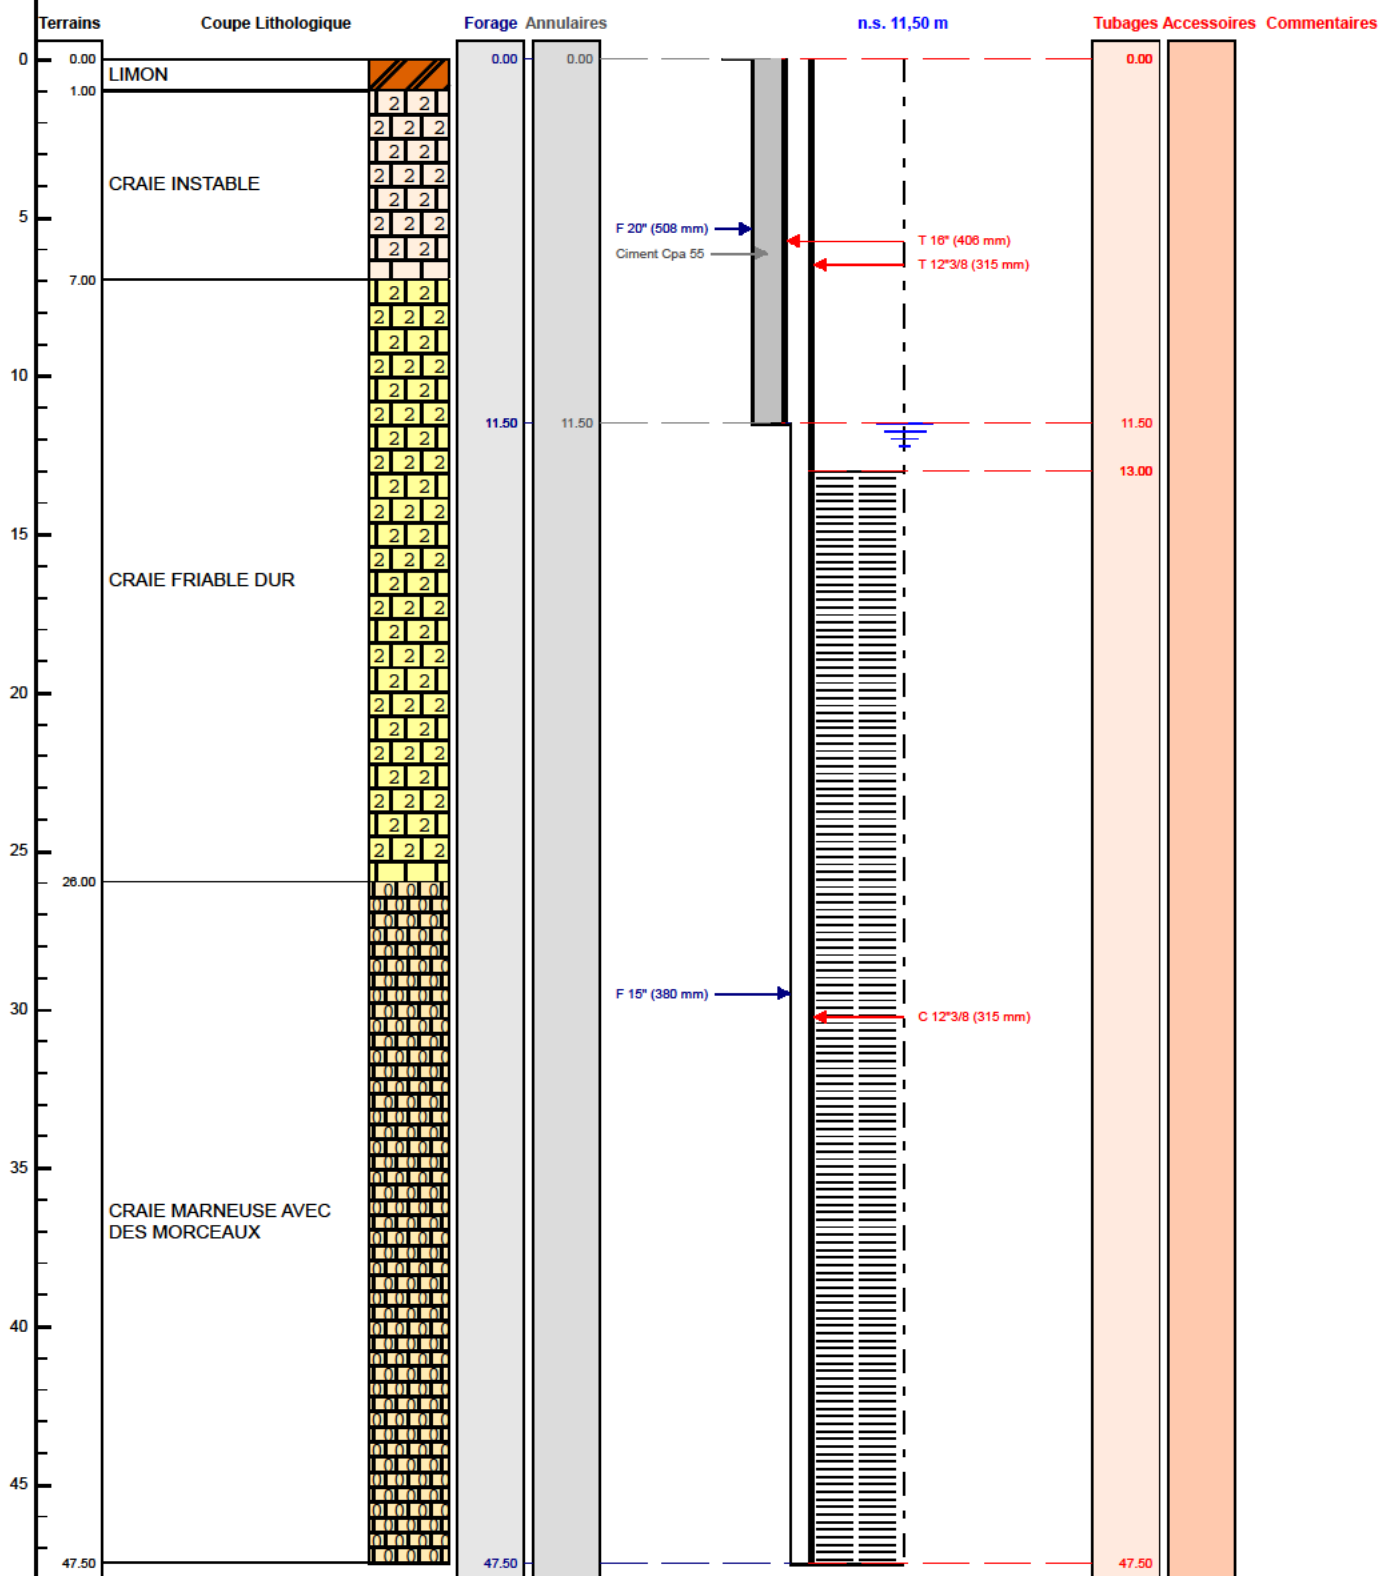 Terrains Coupe Lithologique Forage Annulaires n.s. 11,50 m Tubages Accessoires Commentaires
0 0.00 0.00 0.00 0.00
LIMON
1.00
CRAIE INSTABLE
5
F 20" (508 mm) T 16" (406 mm)
Ciment Cpa 55 T 12"3/8 (315 mm)
7.00
10
11.50 11.50 11.50
13.00
15
CRAIE FRIABLE DUR
20
25
26.00
F 15" (380 mm)
30 C 12"3/8 (315 mm)
35
CRAIE MARNEUSE AVEC
DES MORCEAUX
40
45
47.50 47.50 47.50